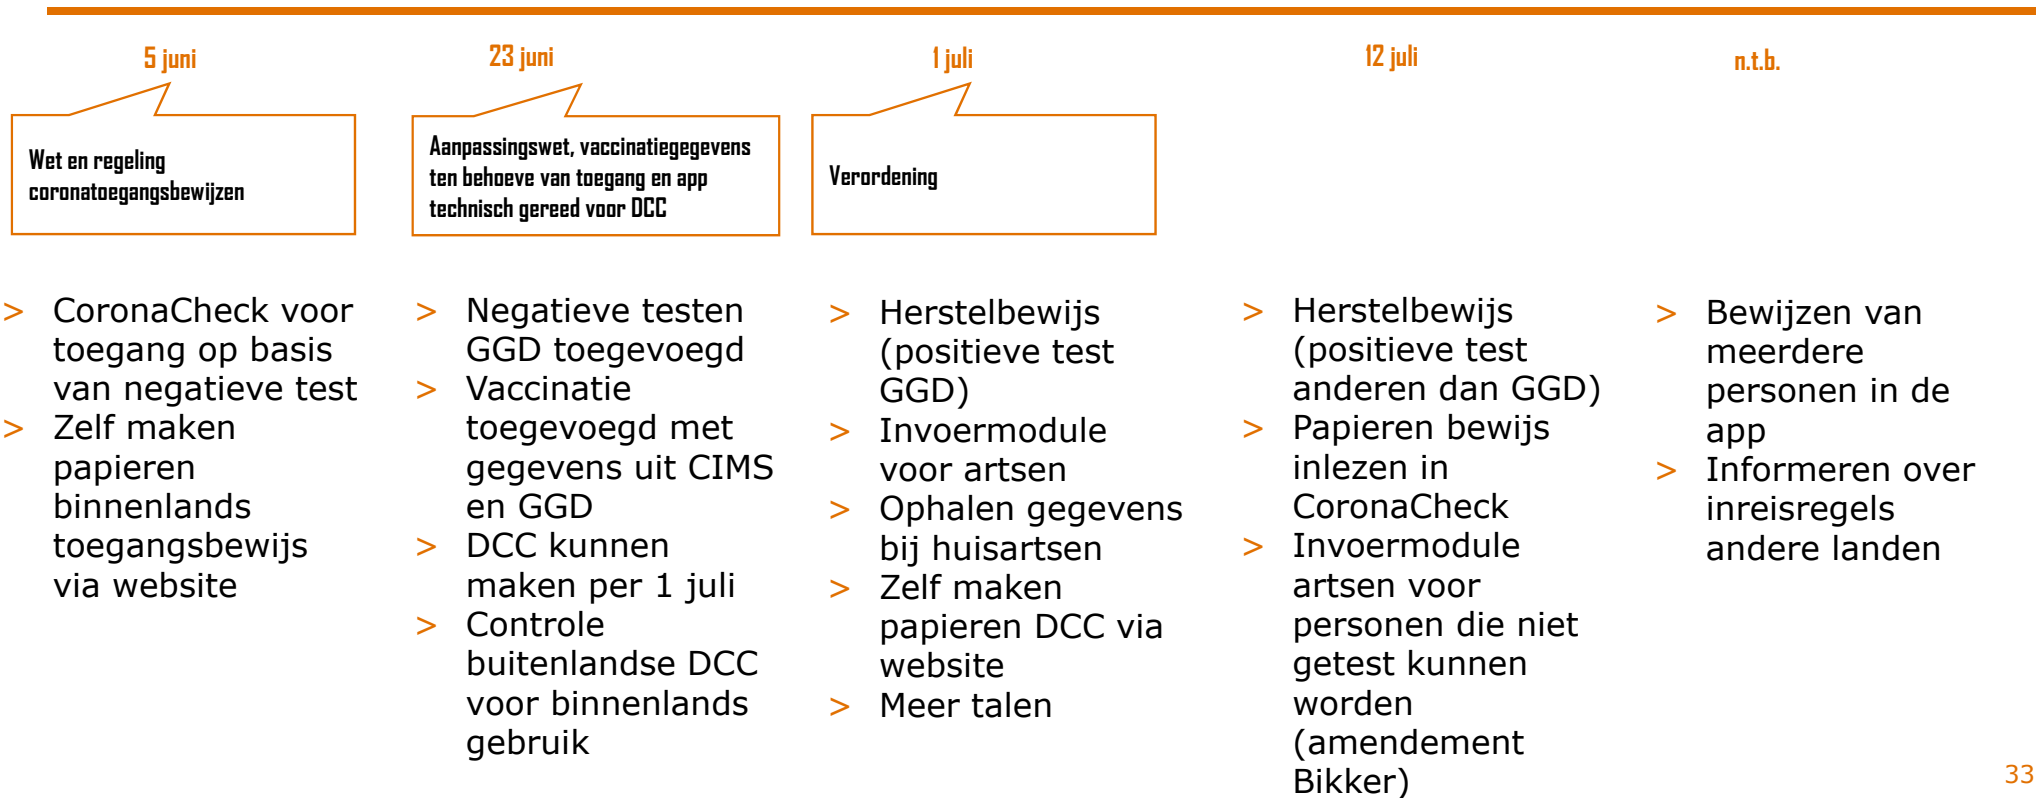 5 juni
23 juni
1 juli
12 juli
n.t.b.
Wet en regeling
coronatoegangsbewijzen
Aanpassingswet, vaccinatiegegevens
ten behoeve van toegang en app
technisch gereed voor DCC
Verordening
> CoronaCheck voor
toegang op basis
van negatieve test
> Zelf maken
papieren
binnenlands
toegangsbewijs
via website
> Negatieve testen
GGD toegevoegd
> Vaccinatie
toegevoegd met
gegevens uit CIMS
en GGD
> DCC kunnen
maken per 1 juli
> Controle
buitenlandse DCC
voor binnenlands
gebruik
> Herstelbewijs
(positieve test
GGD)
> Invoermodule
voor artsen
> Ophalen gegevens
bij huisartsen
> Zelf maken
papieren DCC via
website
> Meer talen
> Herstelbewijs
(positieve test
anderen dan GGD)
> Papieren bewijs
inlezen in
CoronaCheck
> Invoermodule
artsen voor
personen die niet
getest kunnen
worden
(amendement
Bikker)
> Bewijzen van
meerdere
personen in de
app
> Informeren over
inreisregels
andere landen
33